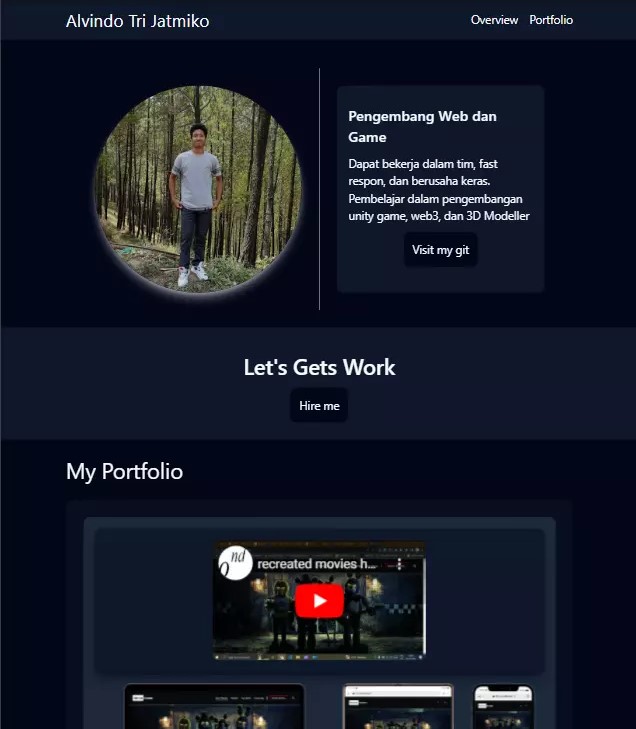 Alvindo Tri Jatmiko
Overview Portfolio
Pengembang Web dan
Game
Dapat bekerja dalam tim, fast
respon, dan berusaha keras.
Pembelajar dalam pengembangan
unity game, web3, dan 3D Modeller
Visit my git
Let's Gets Work
Hire me
My Portfolio
nd
recreated movies h...